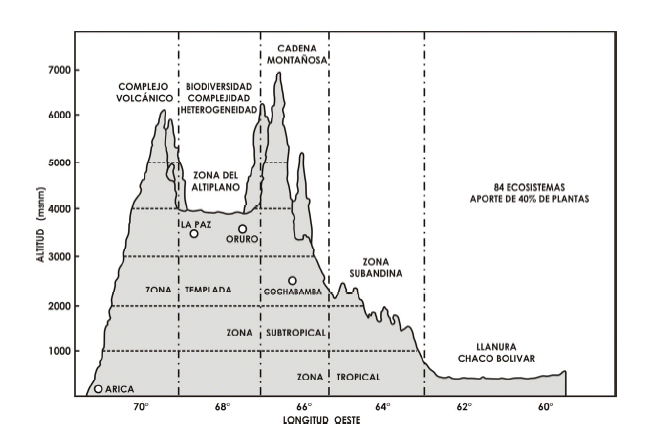 CADENA
MONTAÑOSA
COMPLEJO
VOLCÁNICO
BIODIVERSIDAD
COMPLEJIDAD
HETEROGENEIDAD
7000
6000
5000
4000
3000
2000
1000
ALTITUD (msnm)
ZONA DEL
ALTIPLANO
84 ECOSISTEMAS
APORTE DE 40% DE PLANTAS
LA PAZ
ORURO
ZONA
SUBANDINA
ZONA TEMPLADA
COCHABAMBA
ZONA SUBTROPICAL
LLANURA
CHACO BOLIVAR
ZONA TROPICAL
ARICA
70° 68° 66° 64° 62° 60°
LONGITUD OESTE